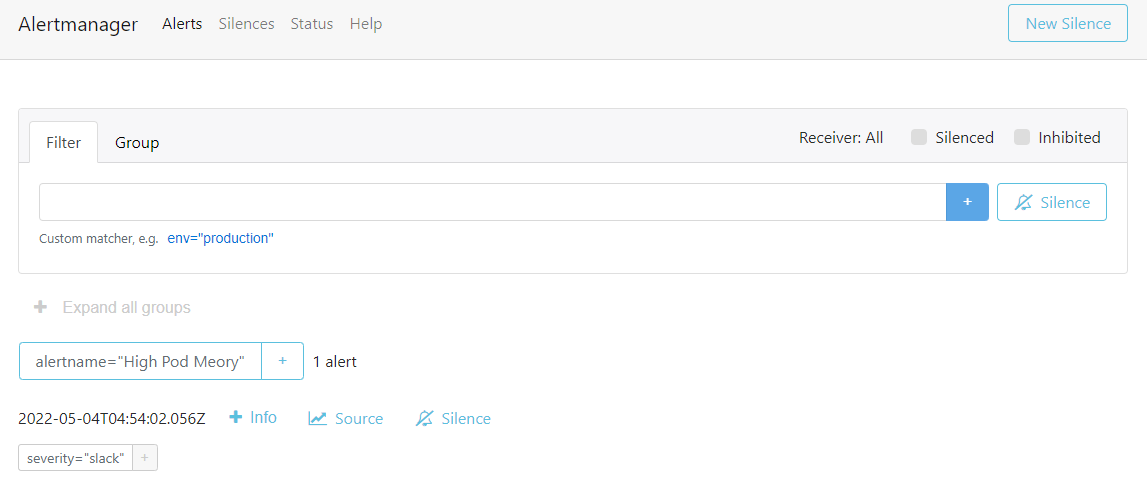 Alertmanager Alerts Silences Status Help New Silence
Filter Group Receiver: All Silenced Inhibited
+ Silence
Custom matcher, e.g. env="production"
+ Expand all groups
alertname="High Pod Meory" + 1 alert
2022-05-04T04:54:02.056Z + Info Source Silence
severity="slack" +